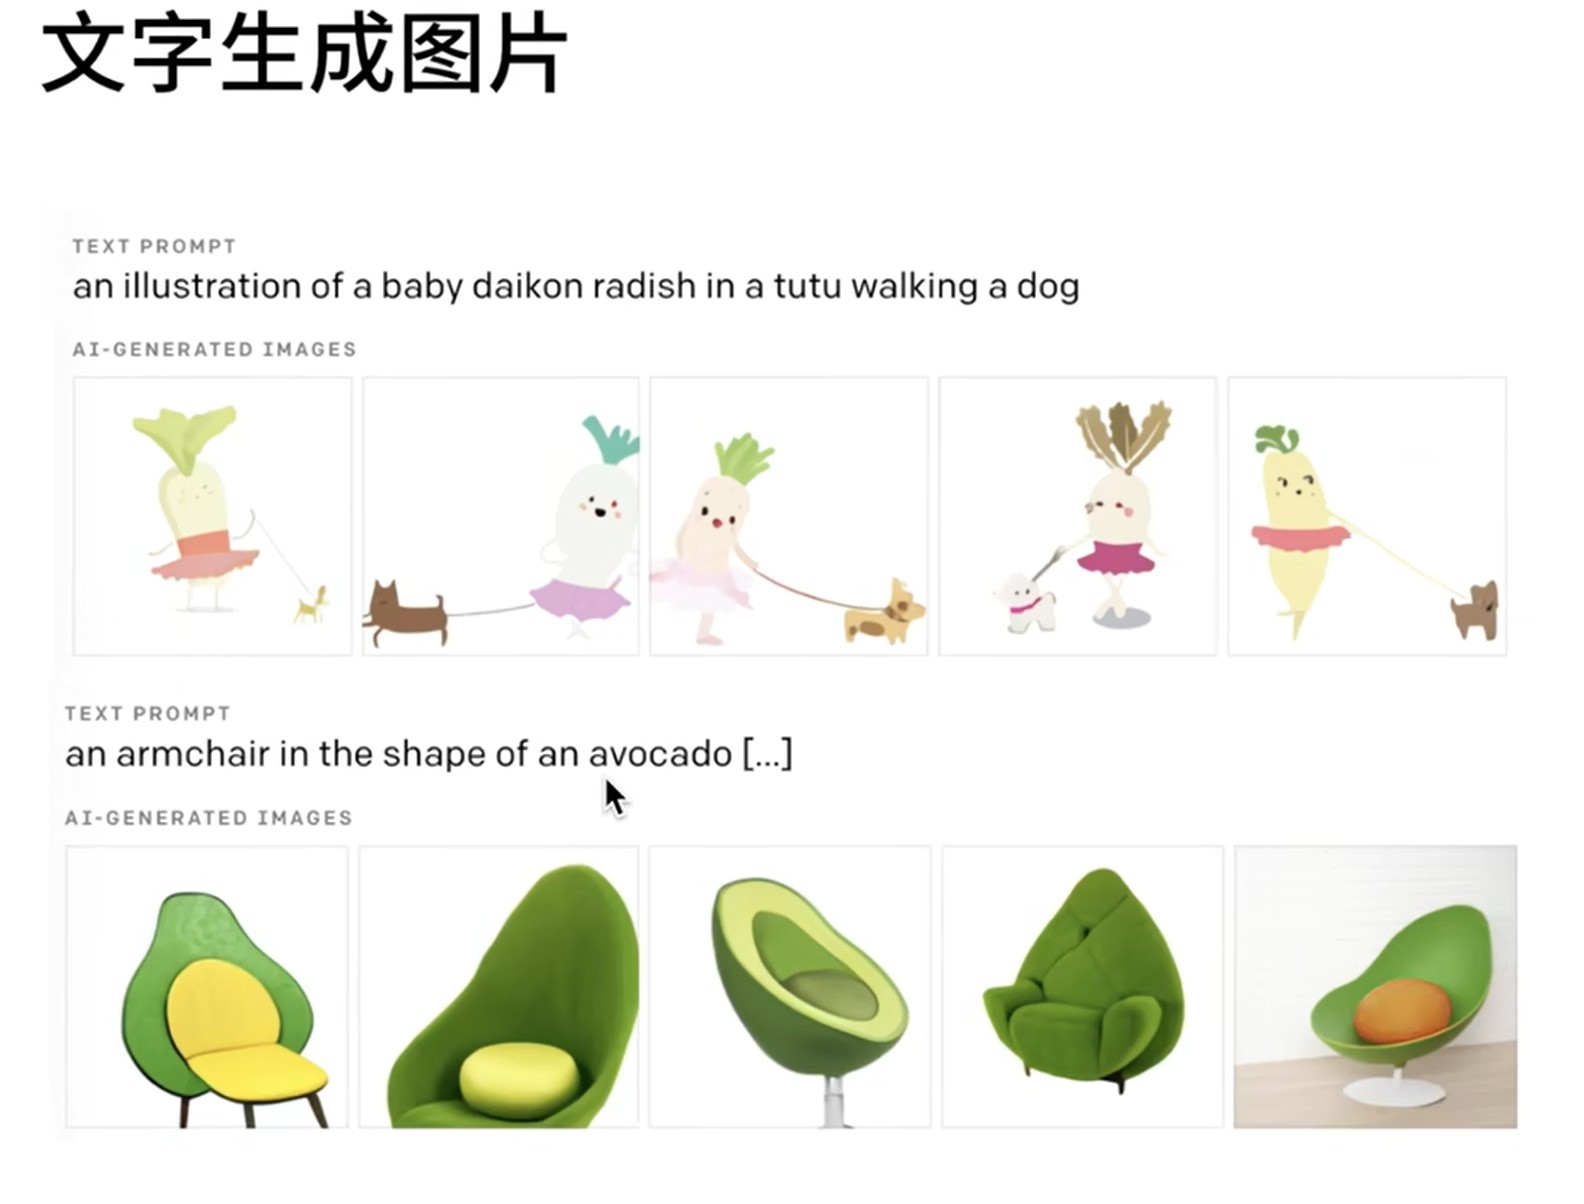 文字生成图片
TEXT PROMPT
an illustration of a baby daikon radish in a tutu walking a dog
AI-GENERATED IMAGES
TEXT PROMPT
an armchair in the shape of an avocado [...]
AI-GENERATED IMAGES